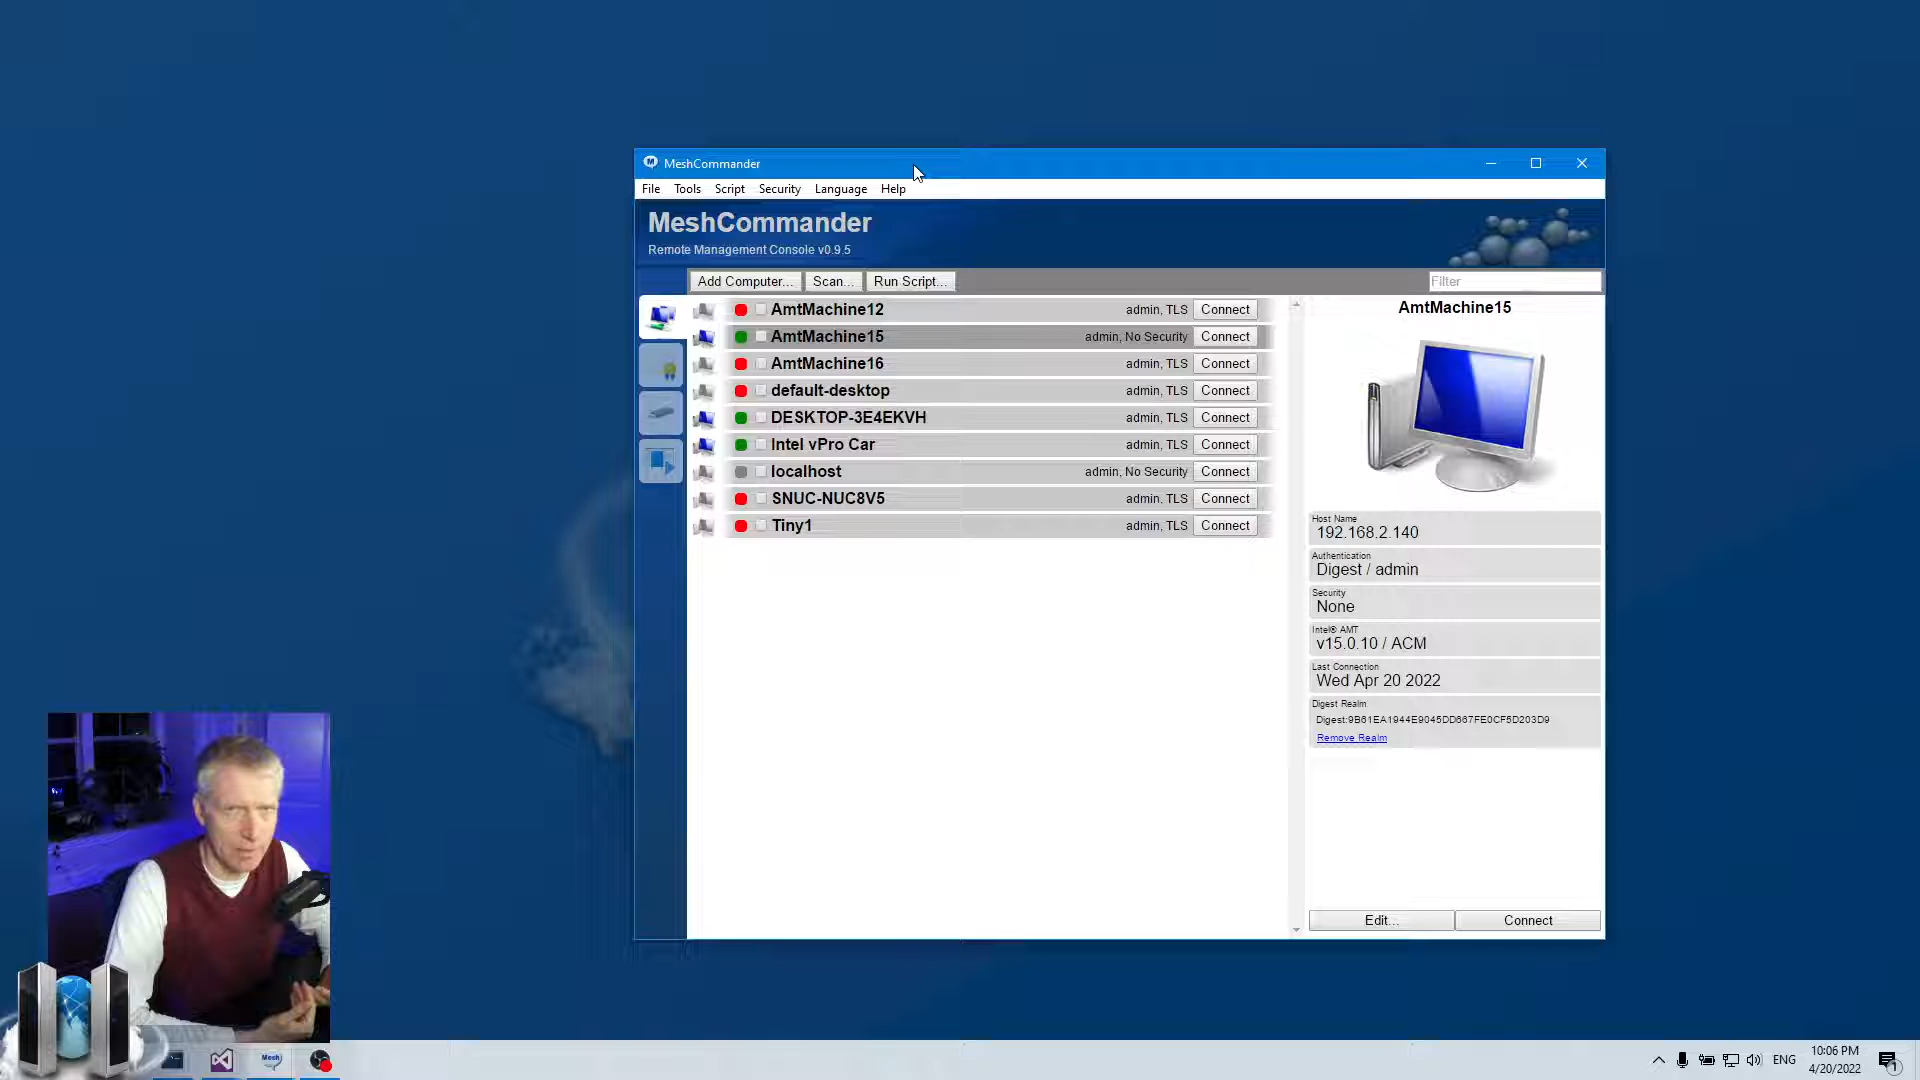 MeshCommander
File Tools Script Security Language Help
MeshCommander
Remote Management Console v0.9.5
Add Computer... Scan... Run Script... Filter
AmtMachine12 admin, TLS Connect
AmtMachine15 admin, No Security Connect
AmtMachine16 admin, TLS Connect
default-desktop admin, TLS Connect
DESKTOP-3E4EKVH admin, TLS Connect
Intel vPro Car admin, TLS Connect
localhost admin, No Security Connect
SNUC-NUC8V5 admin, TLS Connect
Tiny1 admin, TLS Connect
AmtMachine15
Host Name
192.168.2.140
Authentication
Digest / admin
Security
None
Intel® AMT
v15.0.10 / ACM
Last Connection
Wed Apr 20 2022
Digest Realm
Digest:9B61EA1944E9045DD667FE0CF5D203D9
Remove Realm
Edit... Connect
Mesh
ENG
10:06 PM
4/20/2022
1